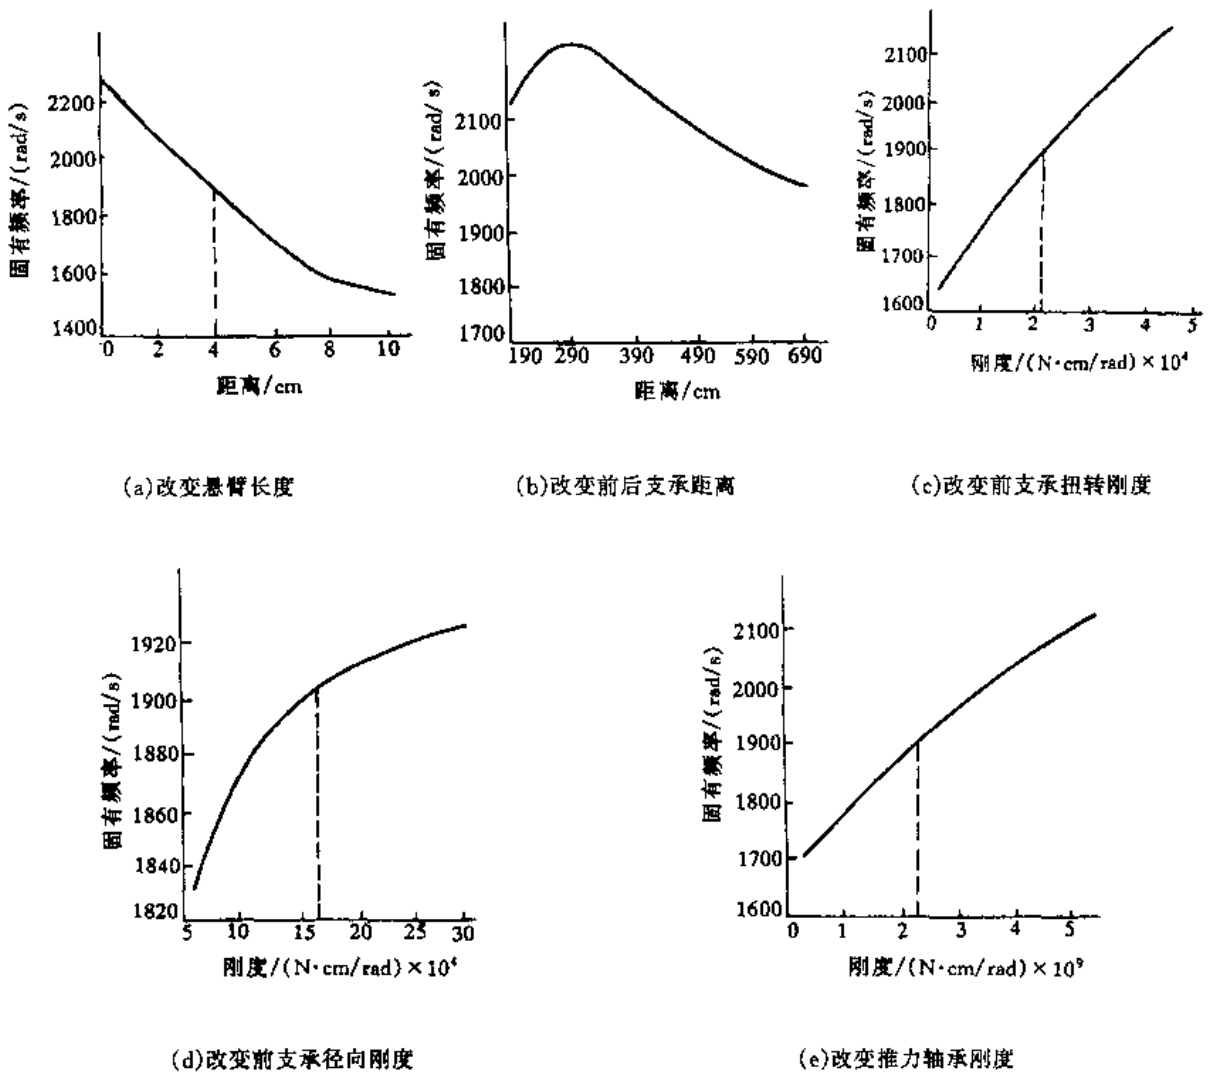 固有频率/(rad/s)
2200
2000
1800
1600
1400
0 2 4 6 8 10
距离/cm
(a)改变悬臂长度
固有频率/(rad/s)
2100
2000
1900
1800
1700
190 290 390 490 590 690
距离/cm
(b)改变前后支承距离
固有频率/(rad/s)
2100
2000
1900
1800
1700
1600
0 1 2 3 4 5
刚度/(N·cm/rad)×10⁴
(c)改变前支承扭转刚度
固有频率/(rad/s)
1920
1900
1880
1860
1840
1820
5 10 15 20 25 30
刚度/(N·cm/rad)×10⁴
(d)改变前支承径向刚度
固有频率/(rad/s)
2100
2000
1900
1800
1700
1600
0 1 2 3 4 5
刚度/(N·cm/rad)×10⁹
(e)改变推力轴承刚度